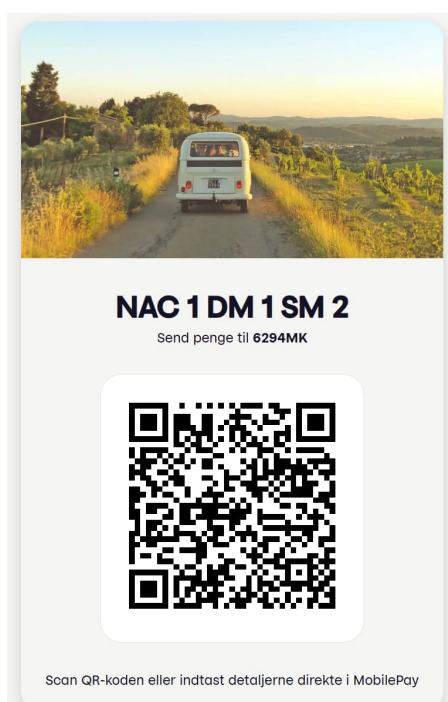 NAC 1 DM 1 SM 2
Send penge til 6294MK
Scan QR-koden eller indtast detaljerne direkte i MobilePay